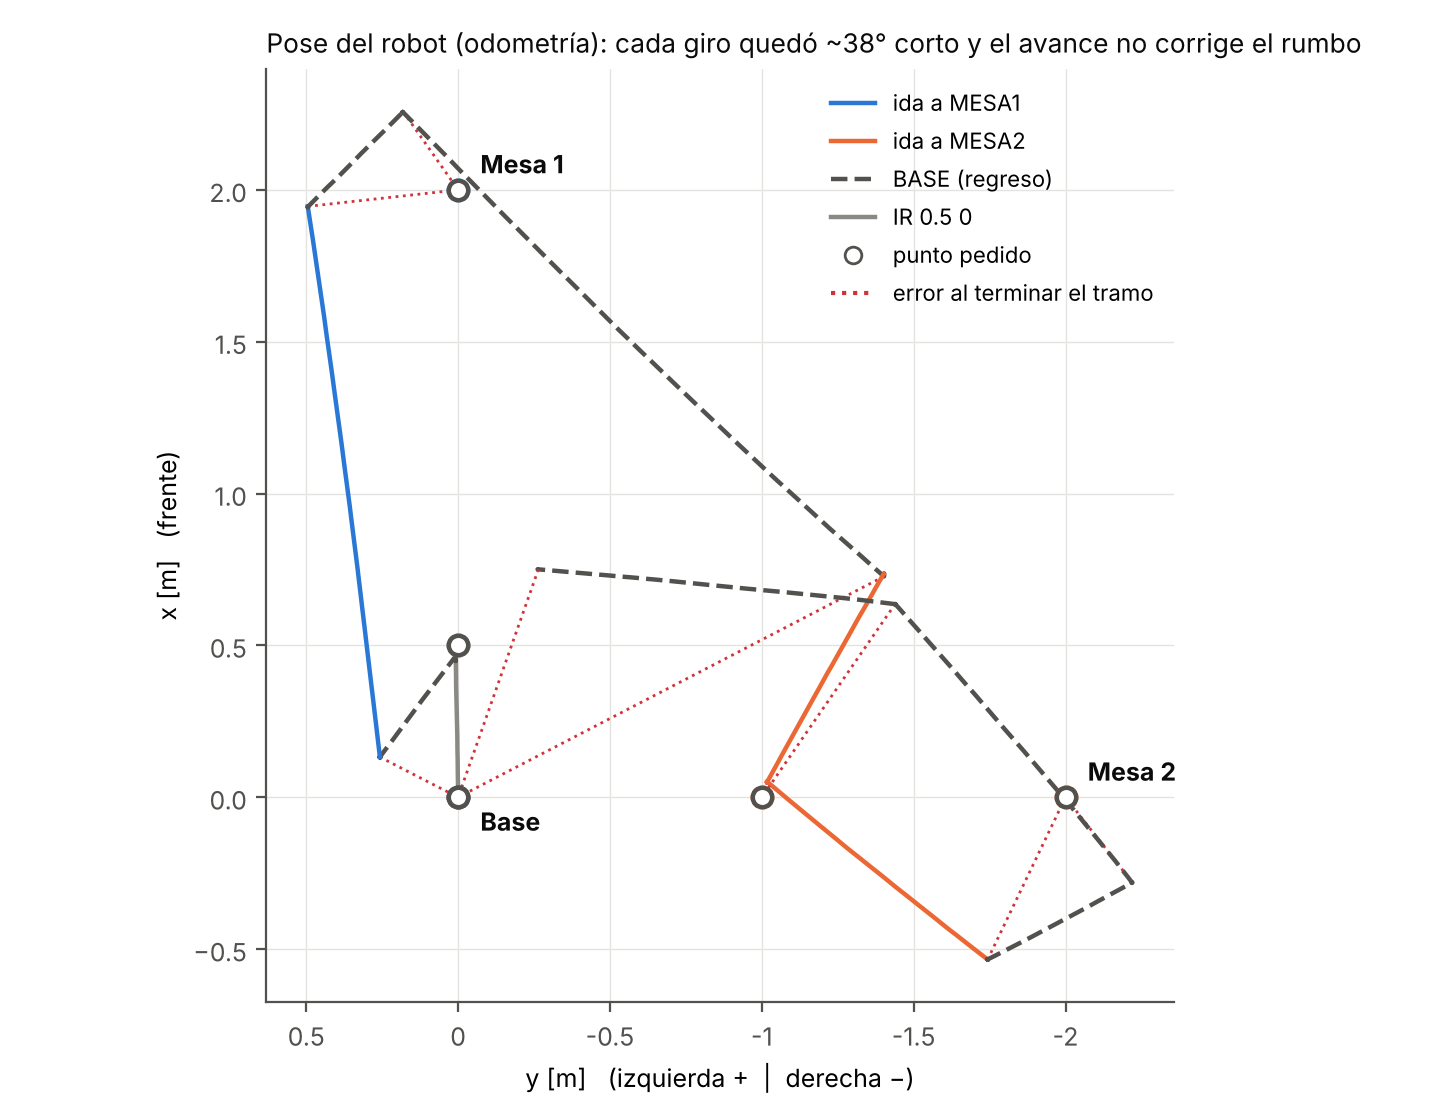 Pose del robot (odometría): cada giro quedó ~38° corto y el avance no corrige el rumbo
ida a MESA1
ida a MESA2
BASE (regreso)
IR 0.5 0
punto pedido
error al terminar el tramo
Mesa 1
Mesa 2
Base
x [m] (frente)
2.0
1.5
1.0
0.5
0.0
−0.5
0.5
0
-0.5
-1
-1.5
-2
y [m] (izquierda + | derecha −)